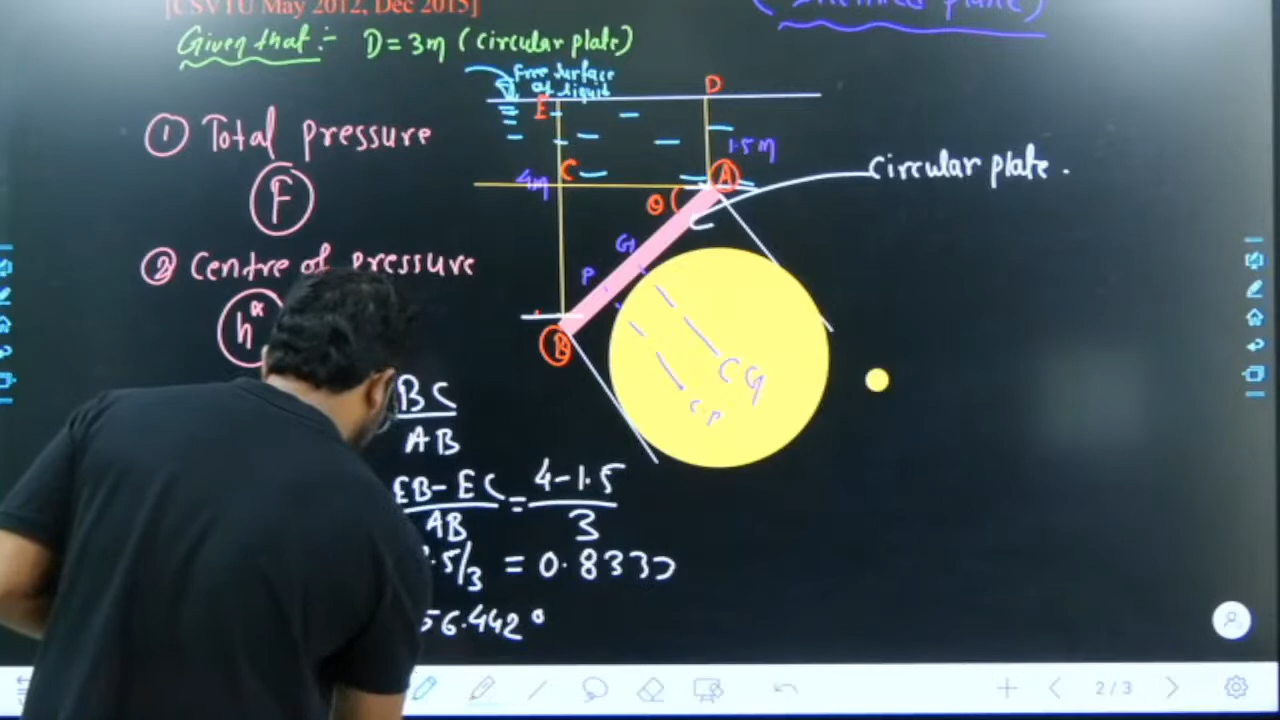 [CSVTU May 2012, Dec 2015]
Given that:- D = 3m (circular plate)
Free surface
of liquid
D
E
① Total pressure
F
1.5m
C
A
4m
circular plate.
θ
G
② Centre of pressure
P
h*
B
CG
CP
BC
AB
EB-EC = 4-1.5
AB 3
.5/3 = 0.8333
56.442°
2/3